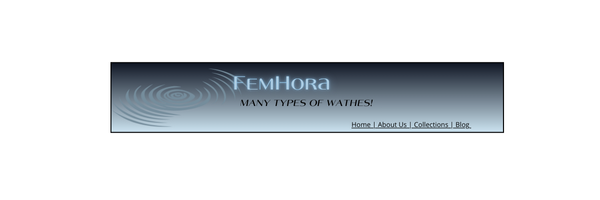 FEMHORa
MANY TYPES OF WATHES!
Home | About Us | Collections | Blog